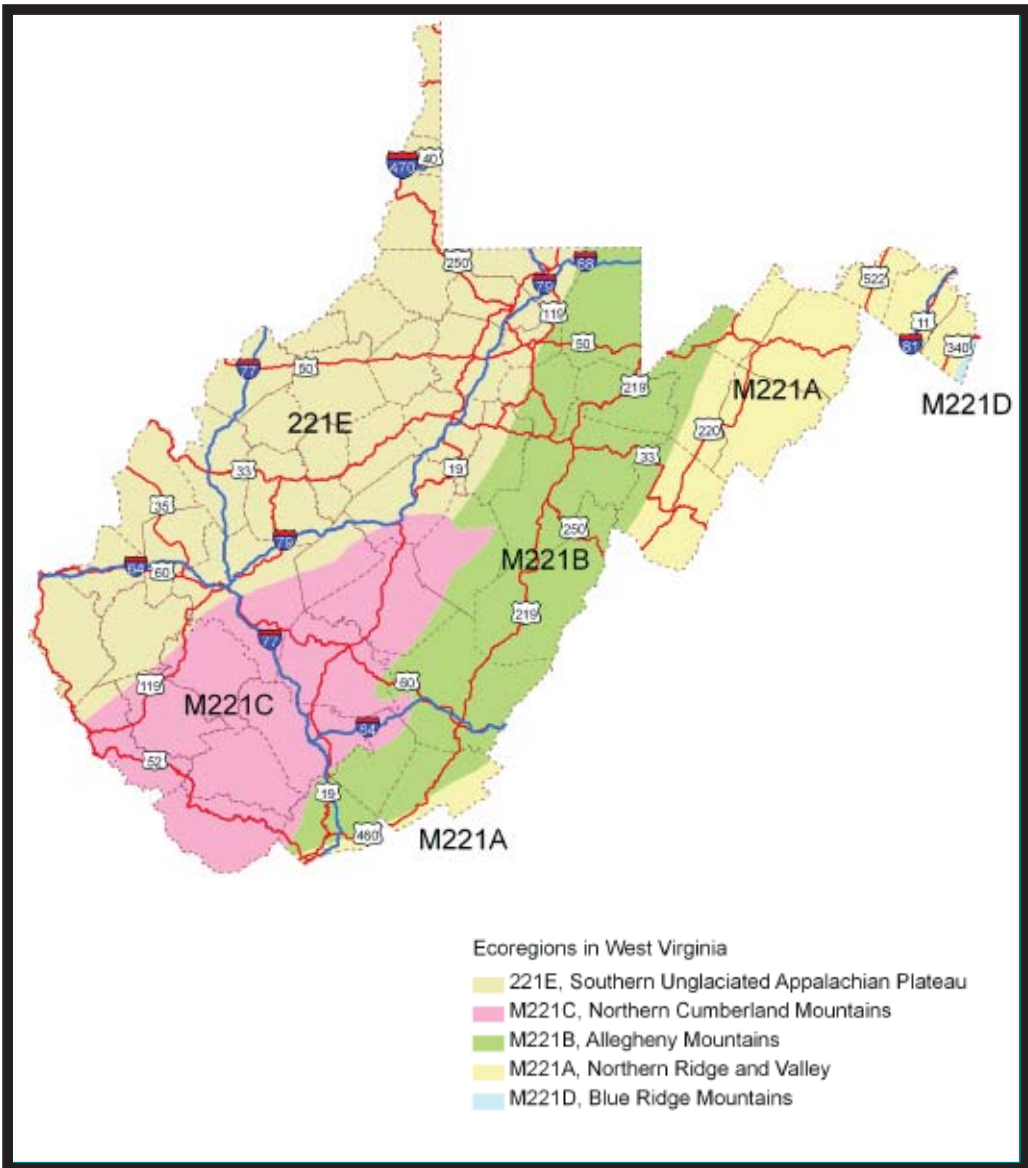 40
470
250
68
79
119
522
11
81
340
50
77
50
219
M221D
M221A
221E
220
33
19
33
35
250
79
M221B
64
60
219
77
60
119
M221C
64
52
19
460
M221A
Ecoregions in West Virginia
221E, Southern Unglaciated Appalachian Plateau
M221C, Northern Cumberland Mountains
M221B, Allegheny Mountains
M221A, Northern Ridge and Valley
M221D, Blue Ridge Mountains